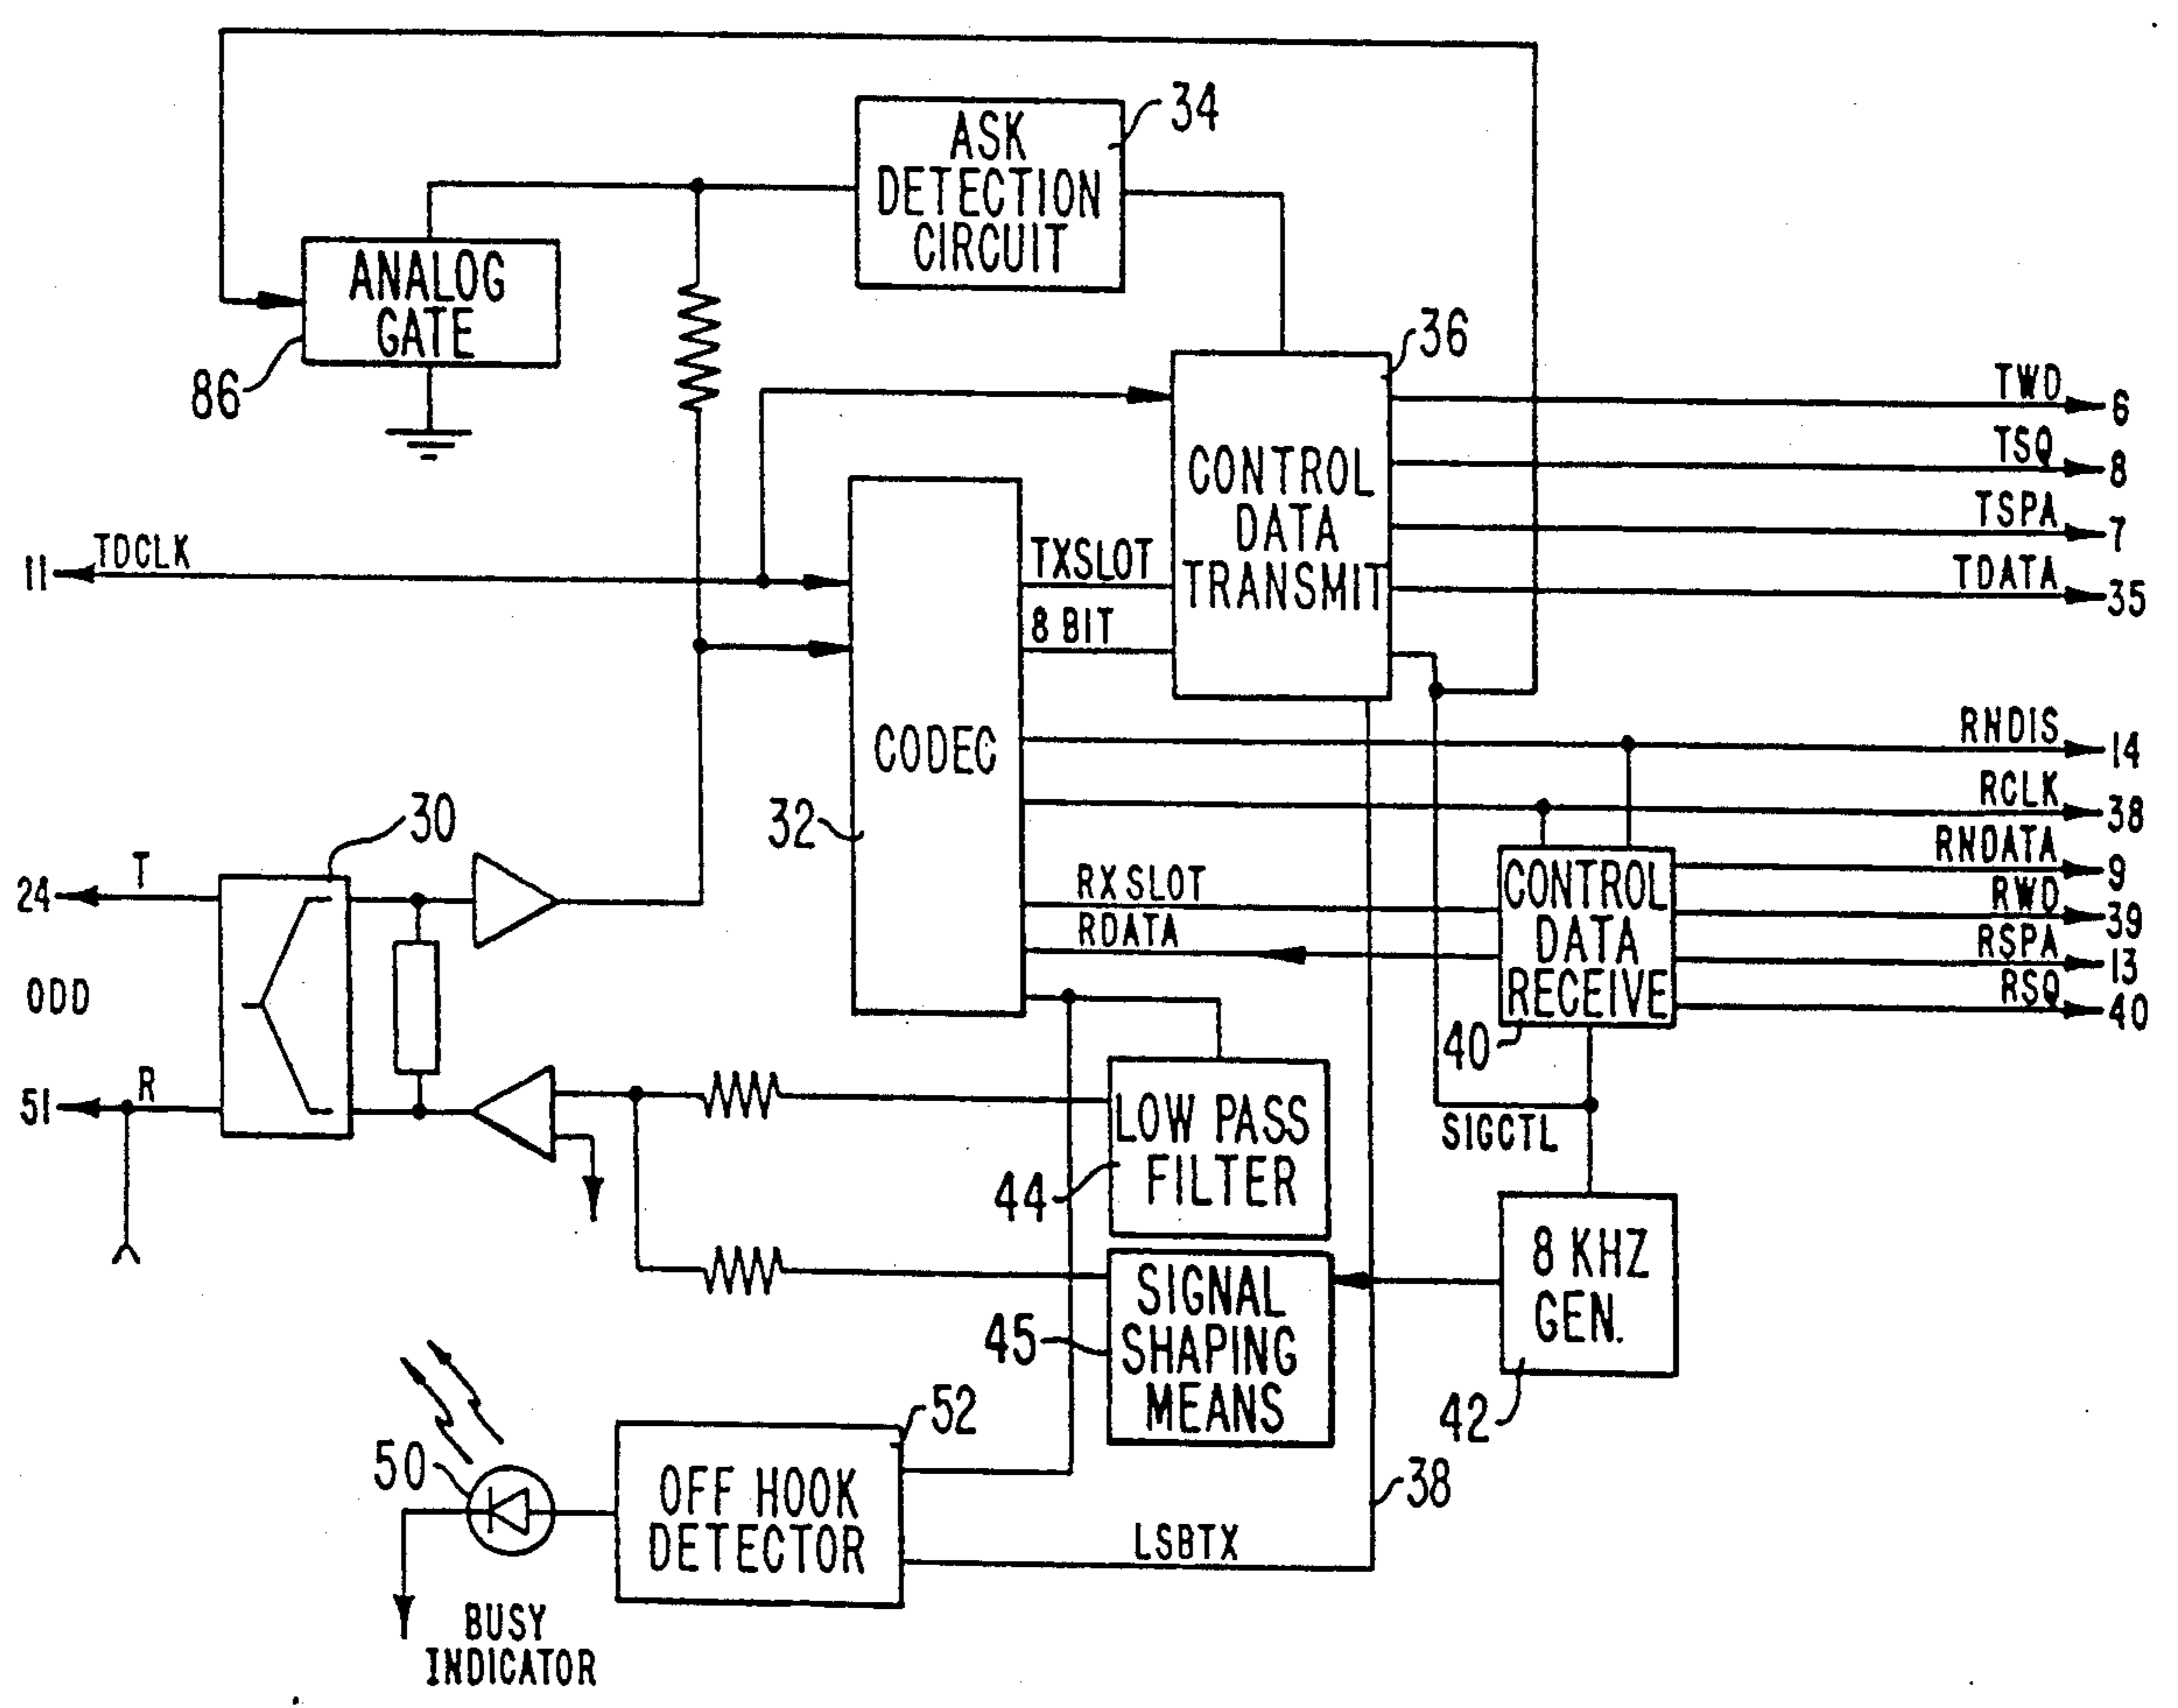 34
ASK
DETECTION
CIRCUIT
ANALOG
GATE
86
36
TWD
6
TSQ
8
CONTROL
DATA
TRANSMIT
TSPA
7
TDATA
35
11
TDCLK
TXSLOT
8 BIT
CODEC
32
RNDIS
14
RCLK
38
RNDATA
9
RWD
39
RSPA
13
RSQ
40
30
T
24
ODD
R
51
RXSLOT
RDATA
CONTROL
DATA
RECEIVE
40
LOW PASS
FILTER
44
SIGCTL
8 KHZ
GEN.
42
SIGNAL
SHAPING
MEANS
45
52
50
OFF HOOK
DETECTOR
38
LSBTX
BUSY
INDICATOR